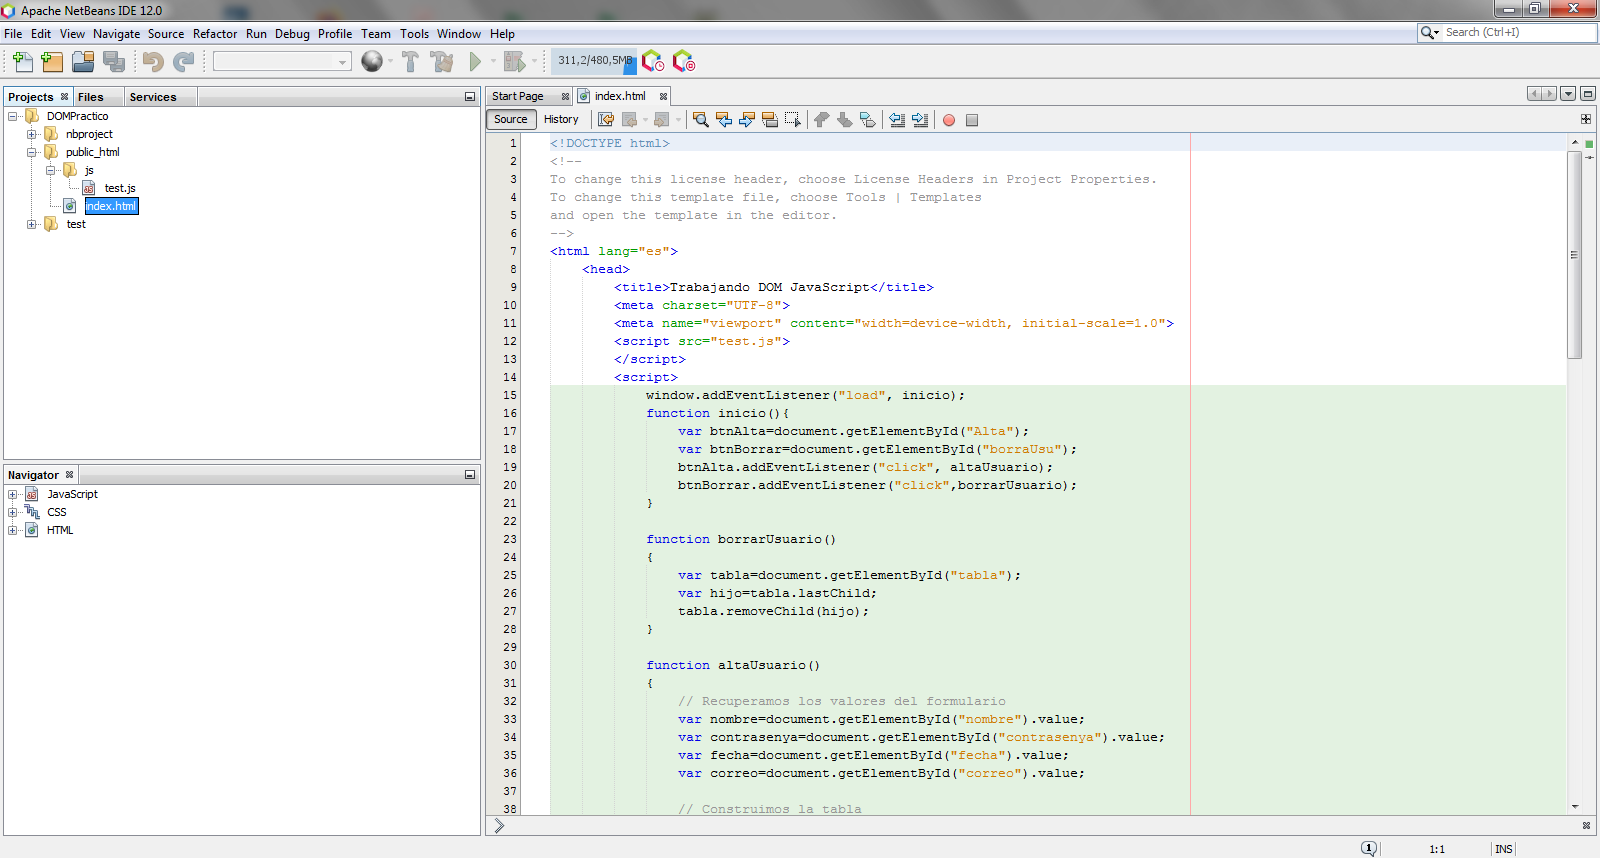 Apache NetBeans IDE 12.0
File Edit View Navigate Source Refactor Run Debug Profile Team Tools Window Help
Search (Ctrl+I)
311,2/480,5MB
Projects Files Services
DOMPractico
nbproject
public_html
js
test.js
index.html
test
Navigator
JavaScript
CSS
HTML
Start Page index.html
Source History
1 <!DOCTYPE html>
2 <!--
3 To change this license header, choose License Headers in Project Properties.
4 To change this template file, choose Tools | Templates
5 and open the template in the editor.
6 -->
7 <html lang="es">
8 <head>
9 <title>Trabajando DOM JavaScript</title>
10 <meta charset="UTF-8">
11 <meta name="viewport" content="width=device-width, initial-scale=1.0">
12 <script src="test.js">
13 </script>
14 <script>
15 window.addEventListener("load", inicio);
16 function inicio(){
17 var btnAlta=document.getElementById("Alta");
18 var btnBorrar=document.getElementById("borraUsu");
19 btnAlta.addEventListener("click", altaUsuario);
20 btnBorrar.addEventListener("click",borrarUsuario);
21 }
22
23 function borrarUsuario()
24 {
25 var tabla=document.getElementById("tabla");
26 var hijo=tabla.lastChild;
27 tabla.removeChild(hijo);
28 }
29
30 function altaUsuario()
31 {
32 // Recuperamos los valores del formulario
33 var nombre=document.getElementById("nombre").value;
34 var contrasenya=document.getElementById("contrasenya").value;
35 var fecha=document.getElementById("fecha").value;
36 var correo=document.getElementById("correo").value;
37
38 // Construimos la tabla
1 1:1 INS